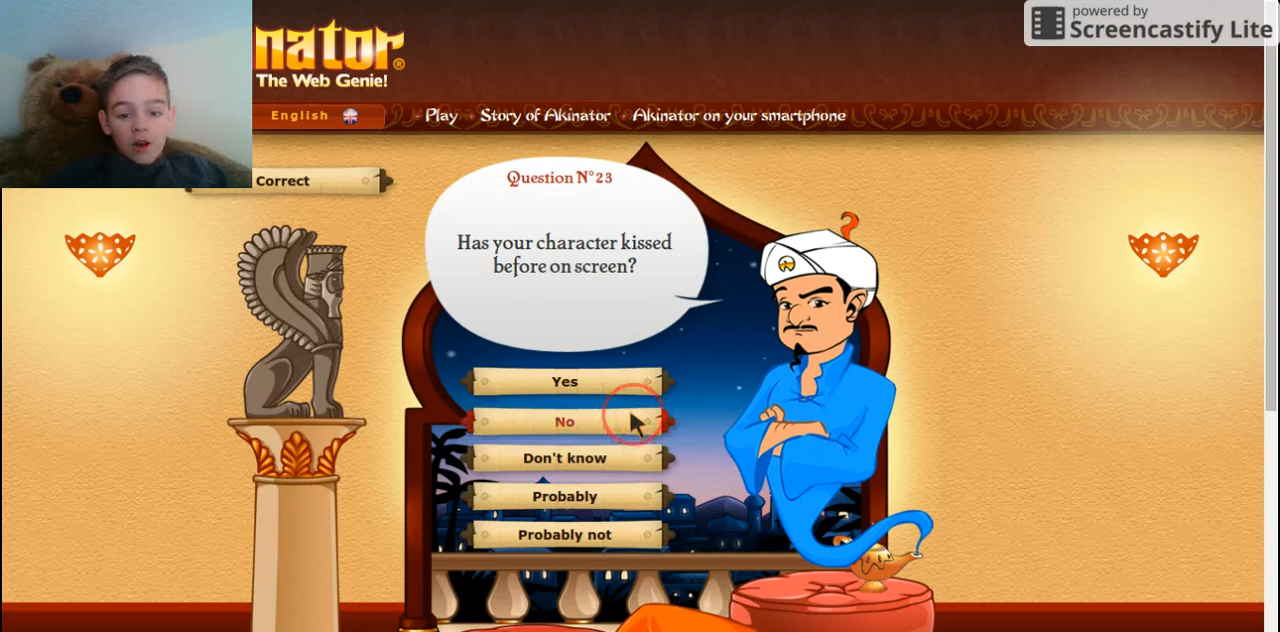 powered by
Screencastify Lite
nator®
The Web Genie!
English
Play
Story of Akinator
Akinator on your smartphone
Correct
Question N°23
Has your character kissed
before on screen?
Yes
No
Don't know
Probably
Probably not